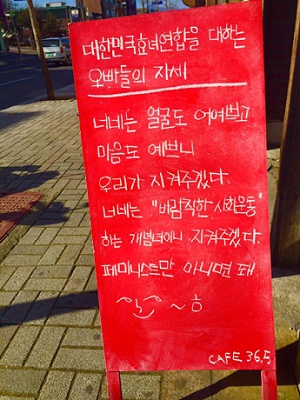 대한민국효녀연합을 대하는
오빠들의 자세
너네는 얼굴도 어여쁘고
마음도 예쁘니
우리가 지켜주겠다.
너네는 "바람직한 사회운동"
하는 개념녀이니 지켜주겠다.
페미니스트만 아니면 돼.
~ㅎ
CAFE 36.5